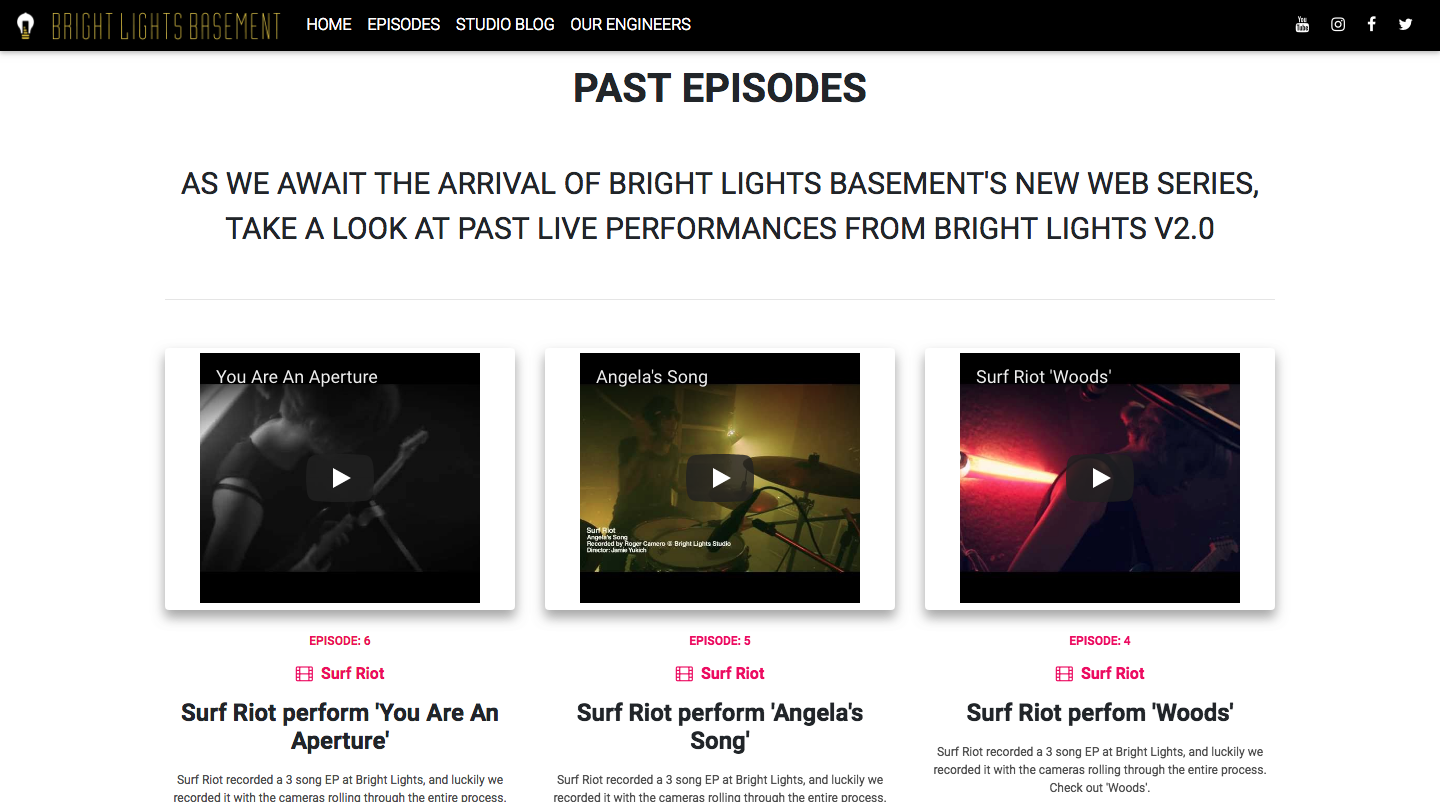 BRIGHT LIGHTS BASEMENT HOME EPISODES STUDIO BLOG OUR ENGINEERS You Tube
PAST EPISODES
AS WE AWAIT THE ARRIVAL OF BRIGHT LIGHTS BASEMENT'S NEW WEB SERIES,
TAKE A LOOK AT PAST LIVE PERFORMANCES FROM BRIGHT LIGHTS V2.0
You Are An Aperture
Angela's Song
Surf Riot
Angela's Song
Recorded by Roger Camero @ Bright Lights Studio
Director: Jamie Yukich
Surf Riot 'Woods'
EPISODE: 6
Surf Riot
Surf Riot perform 'You Are An
Aperture'
Surf Riot recorded a 3 song EP at Bright Lights, and luckily we
recorded it with the cameras rolling through the entire process.
EPISODE: 5
Surf Riot
Surf Riot perform 'Angela's
Song'
Surf Riot recorded a 3 song EP at Bright Lights, and luckily we
recorded it with the cameras rolling through the entire process.
EPISODE: 4
Surf Riot
Surf Riot perfom 'Woods'
Surf Riot recorded a 3 song EP at Bright Lights, and luckily we
recorded it with the cameras rolling through the entire process.
Check out 'Woods'.